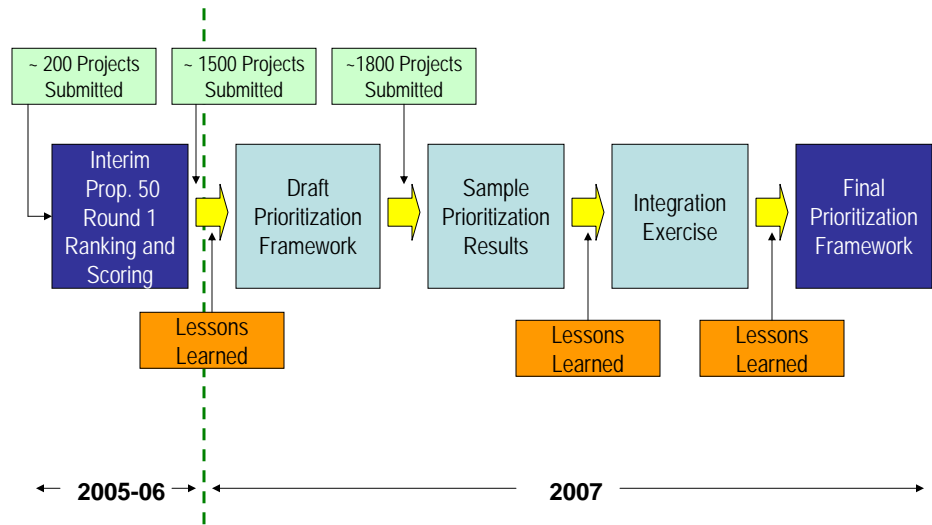 ~ 200 Projects
Submitted
~ 1500 Projects
Submitted
~1800 Projects
Submitted
Interim
Prop. 50
Round 1
Ranking and
Scoring
Draft
Prioritization
Framework
Sample
Prioritization
Results
Integration
Exercise
Final
Prioritization
Framework
Lessons
Learned
Lessons
Learned
Lessons
Learned
2005-06
2007